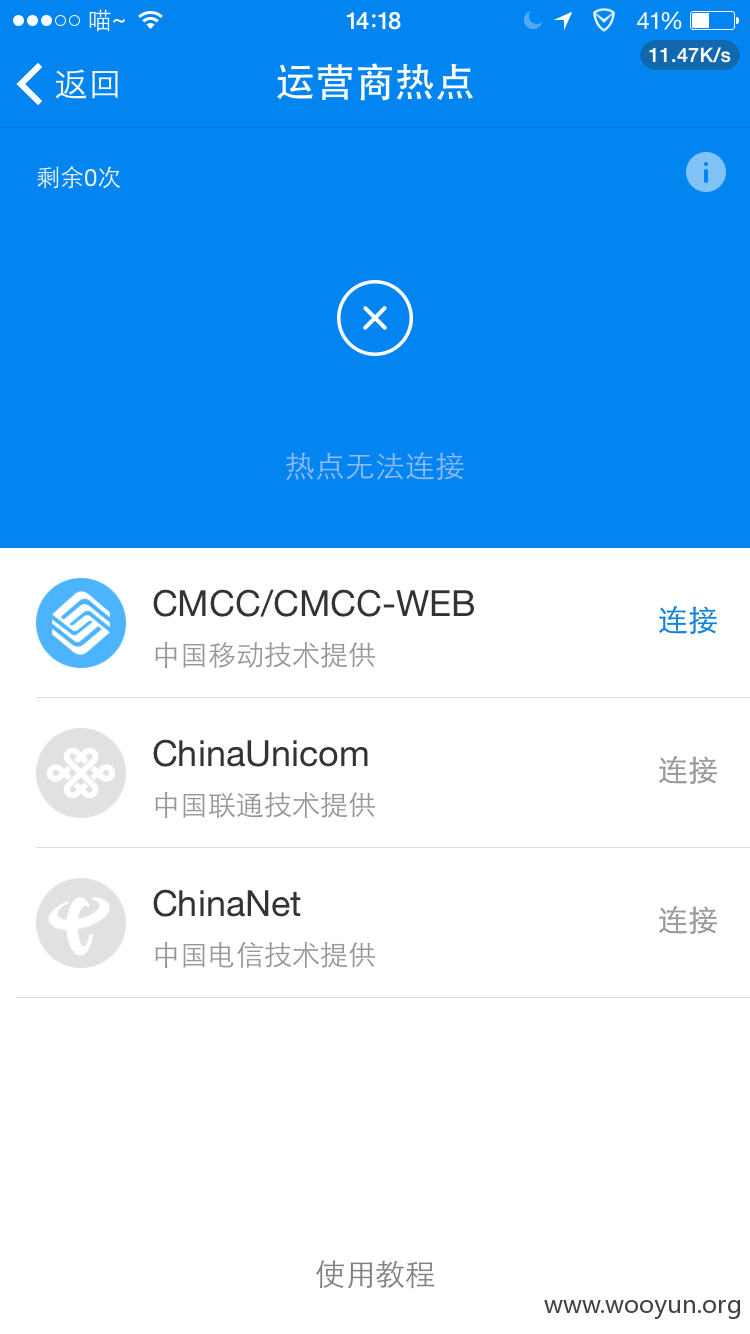 喵~ 14:18 41%
11.47K/s
返回 运营商热点
剩余0次
热点无法连接
CMCC/CMCC-WEB
中国移动技术提供
连接
ChinaUnicom
中国联通技术提供
连接
ChinaNet
中国电信技术提供
连接
使用教程
www.wooyun.org